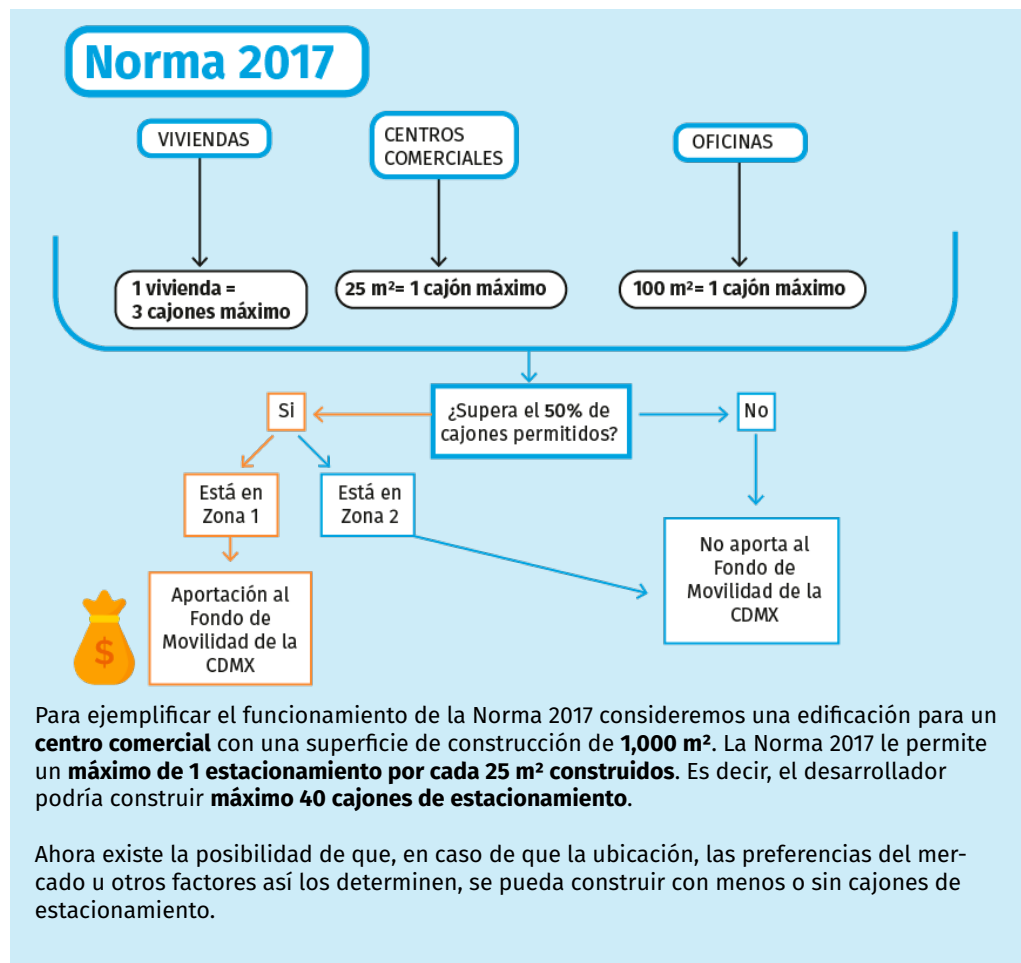 Norma 2017
VIVIENDAS
CENTROS
COMERCIALES
OFICINAS
1 vivienda =
3 cajones máximo
25 m²= 1 cajón máximo
100 m²= 1 cajón máximo
Si
¿Supera el 50% de
cajones permitidos?
No
Está en
Zona 1
Está en
Zona 2
No aporta al
Fondo de
Movilidad de la
CDMX
Aportación al
Fondo de
Movilidad de la
CDMX
$
Para ejemplificar el funcionamiento de la Norma 2017 consideremos una edificación para un
centro comercial con una superficie de construcción de 1,000 m². La Norma 2017 le permite
un máximo de 1 estacionamiento por cada 25 m² construidos. Es decir, el desarrollador
podría construir máximo 40 cajones de estacionamiento.
Ahora existe la posibilidad de que, en caso de que la ubicación, las preferencias del mer-
cado u otros factores así los determinen, se pueda construir con menos o sin cajones de
estacionamiento.